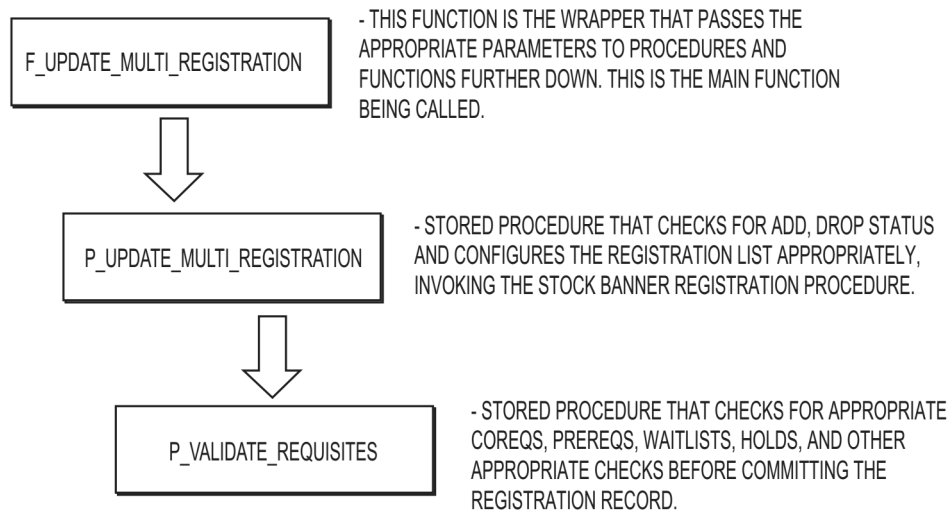 F_UPDATE_MULTI_REGISTRATION
- THIS FUNCTION IS THE WRAPPER THAT PASSES THE
APPROPRIATE PARAMETERS TO PROCEDURES AND
FUNCTIONS FURTHER DOWN. THIS IS THE MAIN FUNCTION
BEING CALLED.
P_UPDATE_MULTI_REGISTRATION
- STORED PROCEDURE THAT CHECKS FOR ADD, DROP STATUS
AND CONFIGURES THE REGISTRATION LIST APPROPRIATELY,
INVOKING THE STOCK BANNER REGISTRATION PROCEDURE.
P_VALIDATE_REQUISITES
- STORED PROCEDURE THAT CHECKS FOR APPROPRIATE
COREQS, PREREQS, WAITLISTS, HOLDS, AND OTHER
APPROPRIATE CHECKS BEFORE COMMITTING THE
REGISTRATION RECORD.